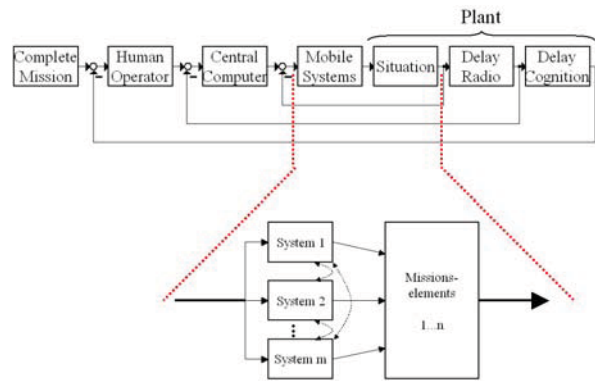 Plant
Complete
Mission
Human
Operator
Central
Computer
Mobile
Systems
Situation
Delay
Radio
Delay
Cognition
System 1
System 2
System m
Missions-
elements
1...n